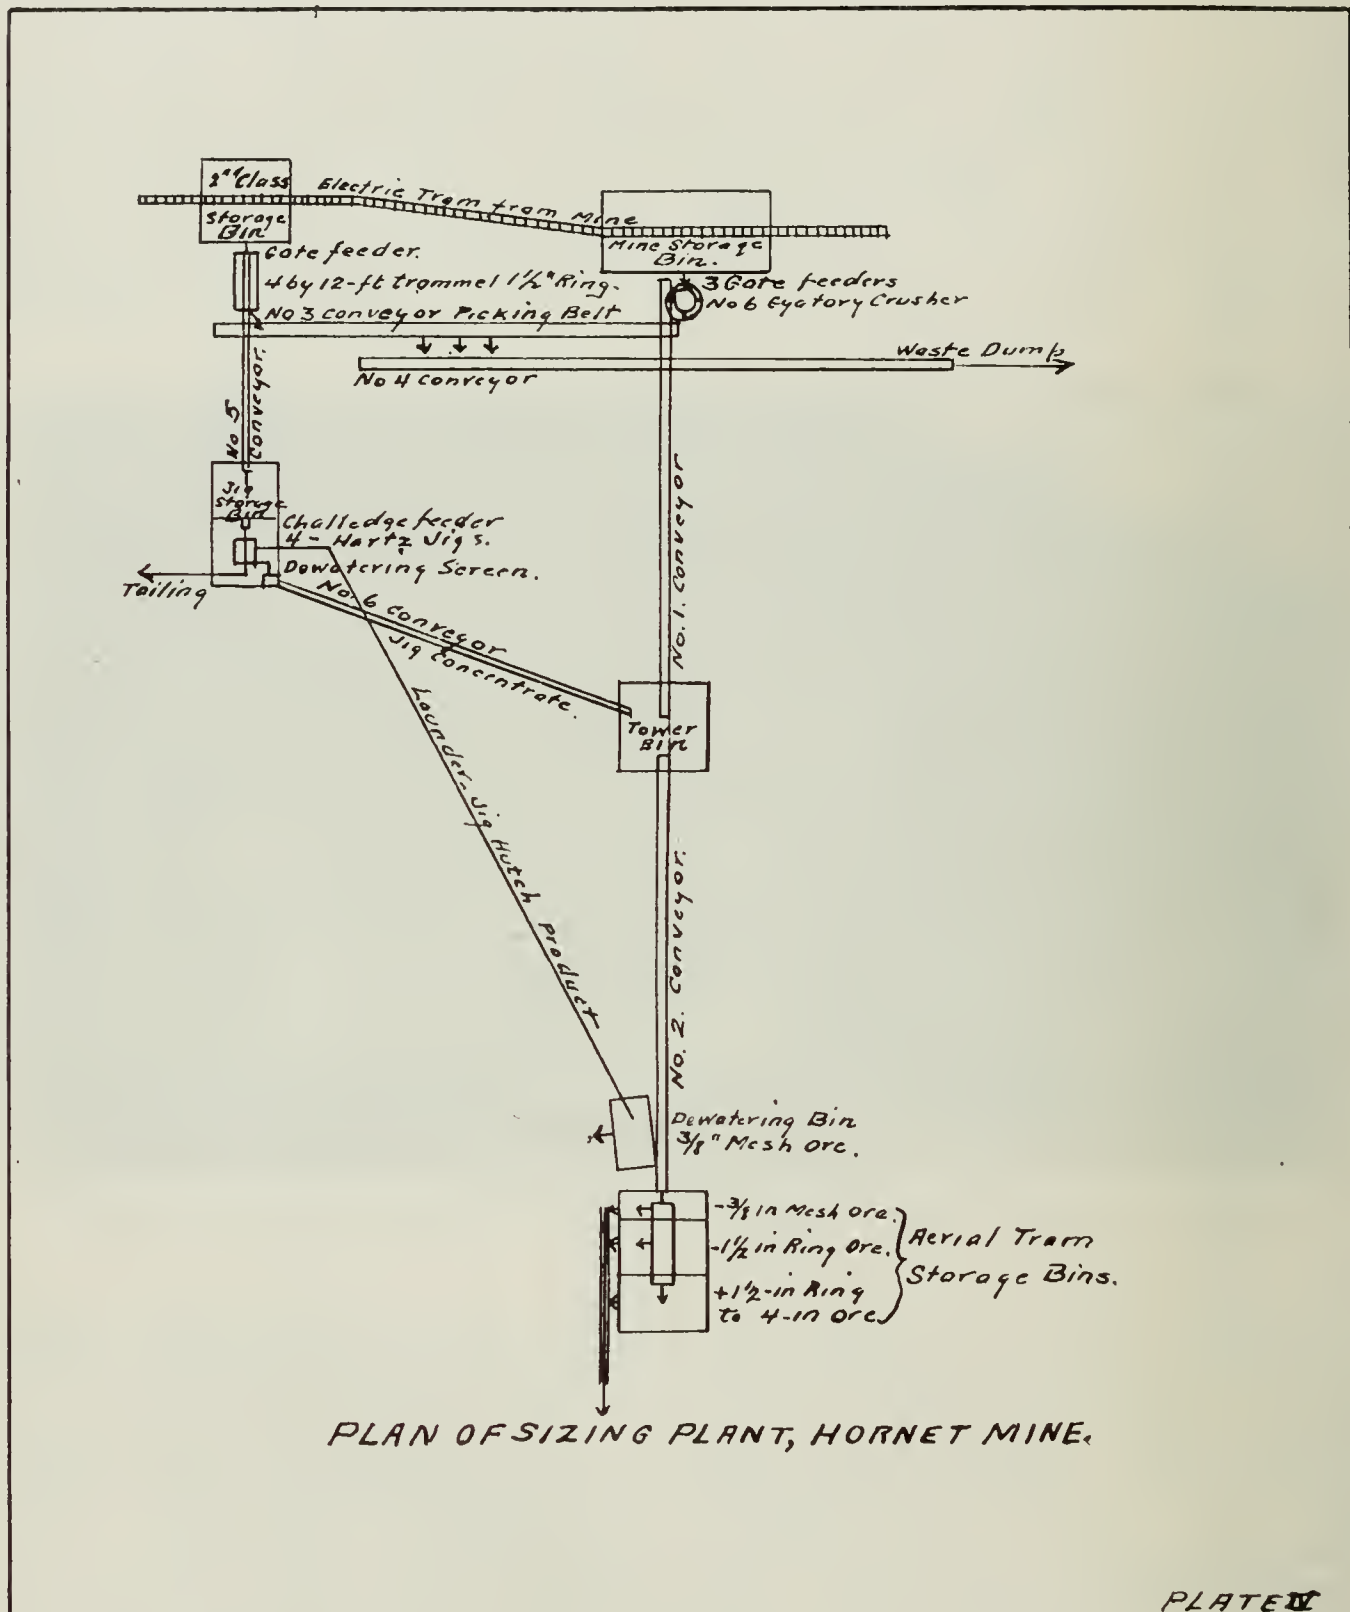 2nd Class
Storage
Bin
Electric Tram from Mine
Mine Storage
Bin.
Gate feeder.
4 by 12-ft trommel 1½" Ring.
3 Gate feeders
No 6 Gyatory Crusher
No 3 Conveyor Picking Belt
Waste Dump
No 4 Conveyor
No 5
Conveyor.
Jig
Storage
Bin
Challedge feeder
4 - Hartz Jigs.
Dewatering Screen.
Tailing
No. 6 Conveyor
Jig Concentrate.
No. 1. Conveyor
Tower
Bin
Launder - Jig Hutch Product
No. 2. Conveyor.
Dewatering Bin
3/8" Mesh Ore.
-3/8 in Mesh Ore.
-1½ in Ring Ore.
+1½-in Ring
to 4-in Ore
Aerial Tram
Storage Bins.
PLAN OF SIZING PLANT, HORNET MINE.
PLATE IV